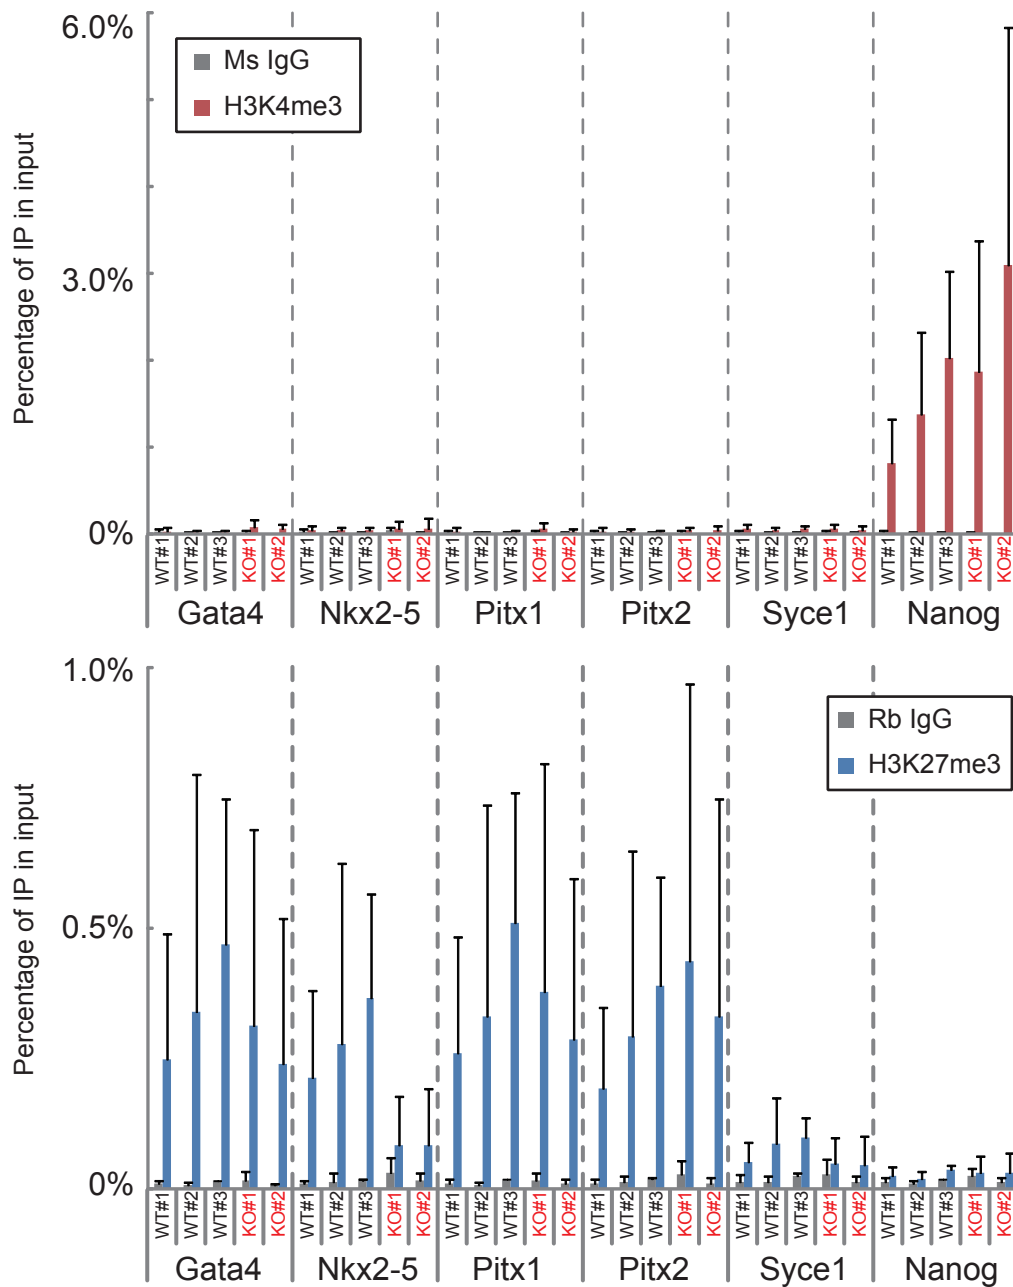 6.0%
Ms IgG
H3K4me3
Percentage of IP in input
3.0%
0%
WT#1 WT#2 WT#3 KO#1 KO#2 WT#1 WT#2 WT#3 KO#1 KO#2 WT#1 WT#2 WT#3 KO#1 KO#2 WT#1 WT#2 WT#3 KO#1 KO#2 WT#1 WT#2 WT#3 KO#1 KO#2 WT#1 WT#2 WT#3 KO#1 KO#2
Gata4 Nkx2-5 Pitx1 Pitx2 Syce1 Nanog
1.0%
Rb IgG
H3K27me3
Percentage of IP in input
0.5%
0%
WT#1 WT#2 WT#3 KO#1 KO#2 WT#1 WT#2 WT#3 KO#1 KO#2 WT#1 WT#2 WT#3 KO#1 KO#2 WT#1 WT#2 WT#3 KO#1 KO#2 WT#1 WT#2 WT#3 KO#1 KO#2 WT#1 WT#2 WT#3 KO#1 KO#2
Gata4 Nkx2-5 Pitx1 Pitx2 Syce1 Nanog